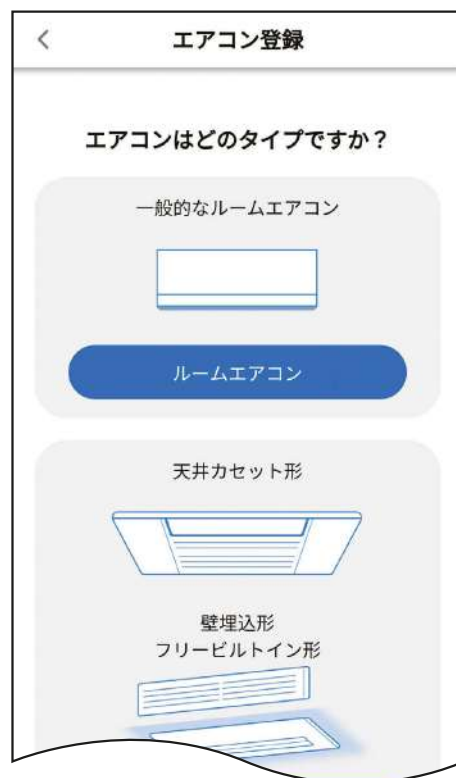 エアコン登録
エアコンはどのタイプですか？
一般的なルームエアコン
ルームエアコン
天井カセット形
壁埋込形
フリービルトイン形